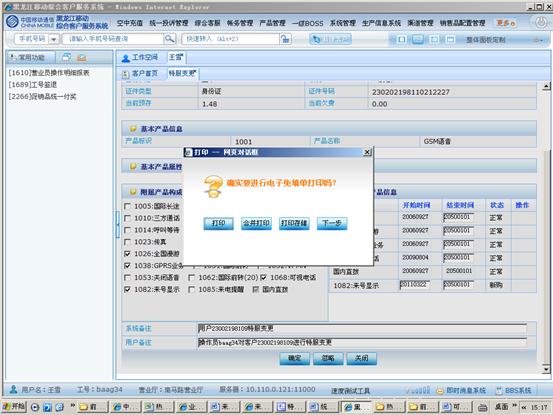 黑龙江移动综合客户服务系统 - Windows Internet Explorer
中国移动通信 CHINA MOBILE 黑龙江移动 综合客户服务系统
空中充值 统一投诉管理 综合客服 帐务管理 产品管理 一级BOSS 系统管理 生产信息系统 渠道管理 销售品配置管理 更多
手机号码 请输入手机号码查询 快速转入 (Alt+2) 整体面板定制
常用功能 工作空间 王雪
[1610]营业员操作明细报表
[1689]工号签退
[2266]促销品统一付奖
客户首页 特服变更
证件类型 身份证 证件号码 230202198110212227
当前预存 1.48 当前欠费 0.00
基本产品信息
产品标识 1001 产品名称 GSM语音
打印 -- 网页对话框
确实要进行电子免填单打印吗?
打印 合并打印 打印存储 下一步
基本产品属性
附属产品构成 产品信息
开始时间 结束时间 状态 操作
1005:国际长途 20060927 20500101 正常
1010:三方通话 20060927 20500101 正常
1014:呼叫等待 20060927 20500101 正常
1023:传真
1026:全国漫游 20090804 20500101 正常
1038:GPRS业务
国内直拨 20060927 20500101 正常
1053:关闭语音 1062:国际前转(20) 1068:可视电话
1082:来号显示 20110322 20500101 新购
1082:来号显示 1085:来电提醒 国内直拨
系统备注 用户23002198109特服变更
用户备注 操作员baag34对客户23002198109进行特服变更
确定 忽略 关闭
用户名:王雪 工号:baag34 营业厅:南马路营业厅 服务器:10.110.0.121:11000 速度测试工具 即时消息系统 BBS系统
开始 桌面 15:17